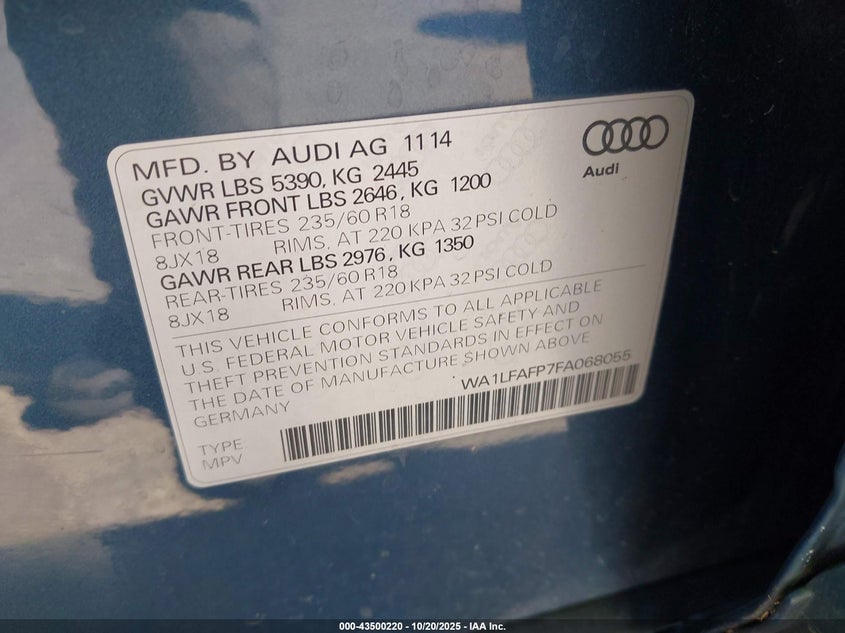 MFD. BY AUDI AG 11 14
Audi
GVWR LBS 5390, KG 2445
GAWR FRONT LBS 2646, KG 1200
FRONT-TIRES 235/60 R18
8JX18 RIMS. AT 220 KPA 32 PSI COLD
GAWR REAR LBS 2976, KG 1350
REAR-TIRES 235/60 R18
8JX18 RIMS. AT 220 KPA 32 PSI COLD
THIS VEHICLE CONFORMS TO ALL APPLICABLE
U.S. FEDERAL MOTOR VEHICLE SAFETY AND
THEFT PREVENTION STANDARDS IN EFFECT ON
THE DATE OF MANUFACTURE SHOWN ABOVE
GERMANY WA1LFAFP7FA068055
TYPE
MPV
000-43500220 - 10/20/2025 - IAA Inc.